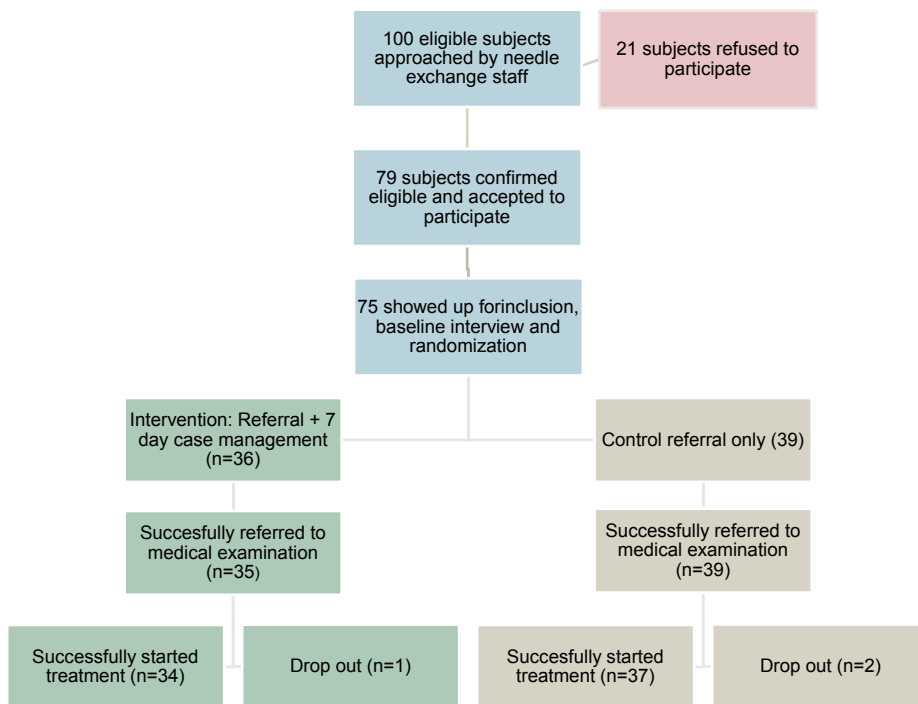 100 eligible subjects
approached by needle
exchange staff
21 subjects refused to
participate
79 subjects confirmed
eligible and accepted to
participate
75 showed up forinclusion,
baseline interview and
randomization
Intervention: Referral + 7
day case management
(n=36)
Control referral only (39)
Succesfully referred to
medical examination
(n=35)
Successfully referred to
medical examination
(n=39)
Successfully started
treatment (n=34)
Drop out (n=1)
Succesfully started
treatment (n=37)
Drop out (n=2)